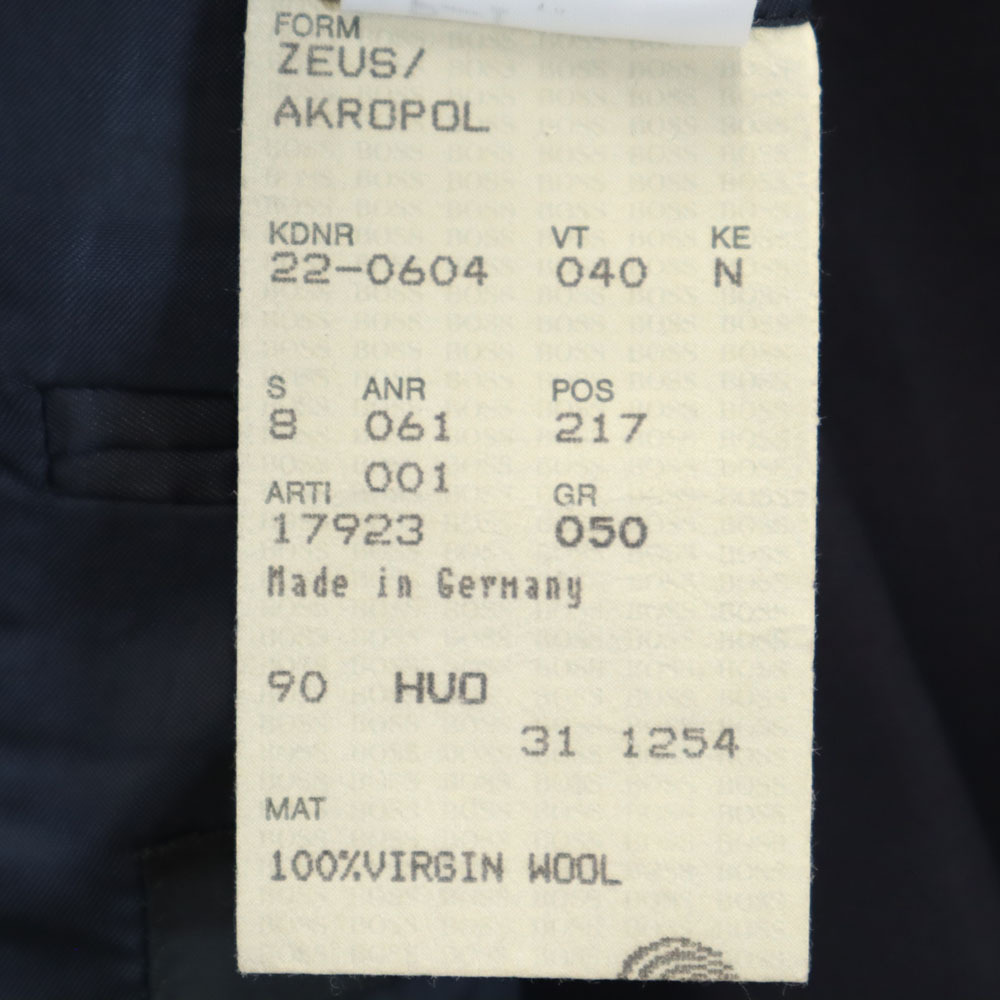 FORM
ZEUS/
AKROPOL
KDNR VT KE
22-0604 040 N
S ANR POS
8 061 217
001
ARTI GR
17923 050
Made in Germany
90 HUO
31 1254
MAT
100%VIRGIN WOOL